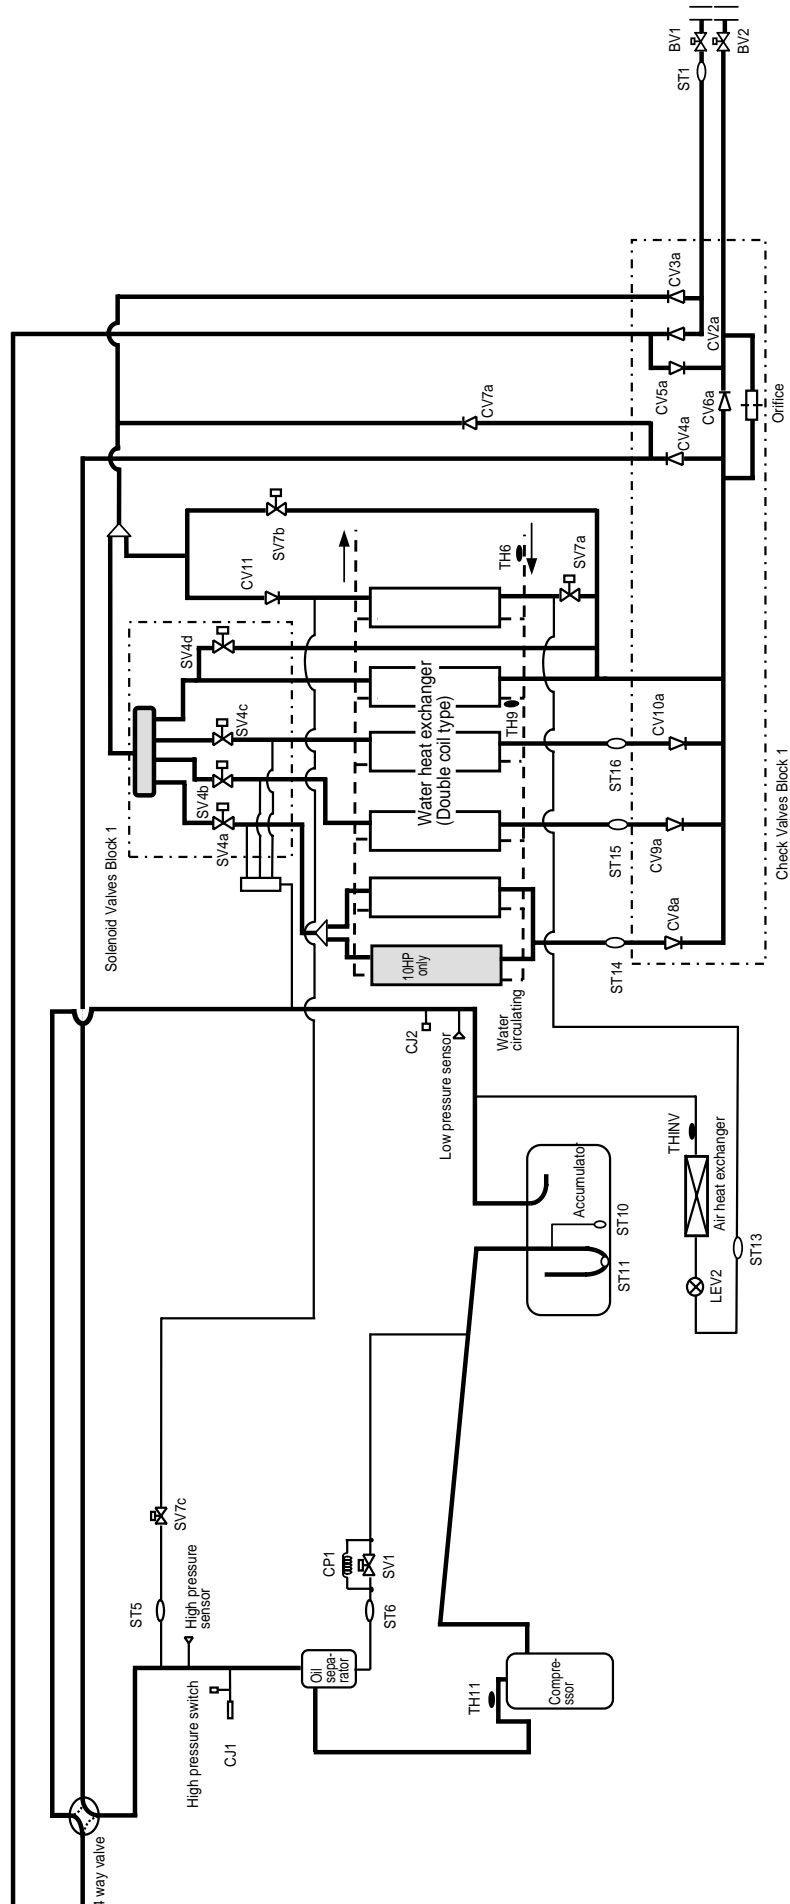 BV1
BV2
ST1
CV3a
CV2a
CV5a
CV6a
CV7a
CV4a
Orifice
SV7b
TH6
SV7a
CV11
SV4d
SV4c
SV4b
SV4a
Solenoid Valves Block 1
Water heat exchanger
(Double coil type)
TH9
CV10a
ST16
CV9a
ST15
CV8a
ST14
Check Valves Block 1
10HP
only
Water
circulating
CJ2
Low pressure sensor
THINV
Air heat exchanger
Accumulato
ST10
ST11
LEV2
ST13
SV7c
ST5
High pressure
sensor
CP1
SV1
ST6
Oil
sepa-
rator
TH11
Compre-
ssor
High pressure switch
CJ1
4 way valve